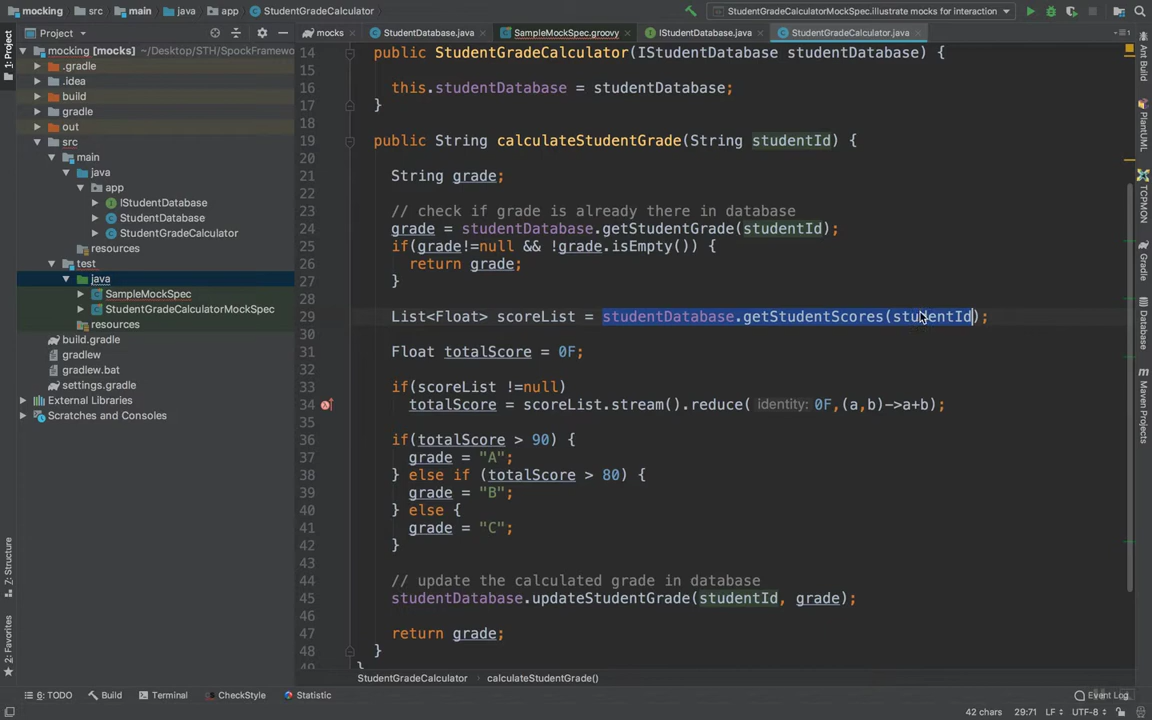 mocking src main java app StudentGradeCalculator StudentGradeCalculatorMockSpec.illustrate mocks for interaction
Project mocks StudentDatabase.java SampleMockSpec.groovy IStudentDatabase.java StudentGradeCalculator.java
1: Project
mocking [mocks] ~/Desktop/STH/SpockFramewo
.gradle
.idea
build
gradle
out
src
main
java
app
IStudentDatabase
StudentDatabase
StudentGradeCalculator
resources
test
java
SampleMockSpec
StudentGradeCalculatorMockSpec
resources
build.gradle
gradlew
gradlew.bat
settings.gradle
External Libraries
Scratches and Consoles
7: Structure
2: Favorites
14 public StudentGradeCalculator(IStudentDatabase studentDatabase) {
15
16 this.studentDatabase = studentDatabase;
17 }
18
19 public String calculateStudentGrade(String studentId) {
20
21 String grade;
22
23 // check if grade is already there in database
24 grade = studentDatabase.getStudentGrade(studentId);
25 if(grade!=null && !grade.isEmpty()) {
26 return grade;
27 }
28
29 List<Float> scoreList = studentDatabase.getStudentScores(studentId);
30
31 Float totalScore = 0F;
32
33 if(scoreList !=null)
34 totalScore = scoreList.stream().reduce( identity: 0F,(a,b)->a+b);
35
36 if(totalScore > 90) {
37 grade = "A";
38 } else if (totalScore > 80) {
39 grade = "B";
40 } else {
41 grade = "C";
42 }
43
44 // update the calculated grade in database
45 studentDatabase.updateStudentGrade(studentId, grade);
46
47 return grade;
48 }
49 }
StudentGradeCalculator calculateStudentGrade()
Ant Build
PlantUML
TCPMON
Gradle
Database
Maven Projects
6: TODO Build Terminal CheckStyle Statistic Event Log
42 chars 29:71 LF UTF-8